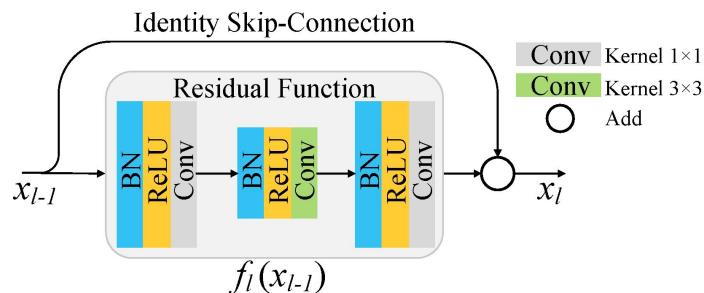 Identity Skip-Connection
Residual Function
BN
ReLU
Conv
BN
ReLU
Conv
BN
ReLU
Conv
x_{l-1}
x_l
f_l(x_{l-1})
Conv Kernel 1×1
Conv Kernel 3×3
Add